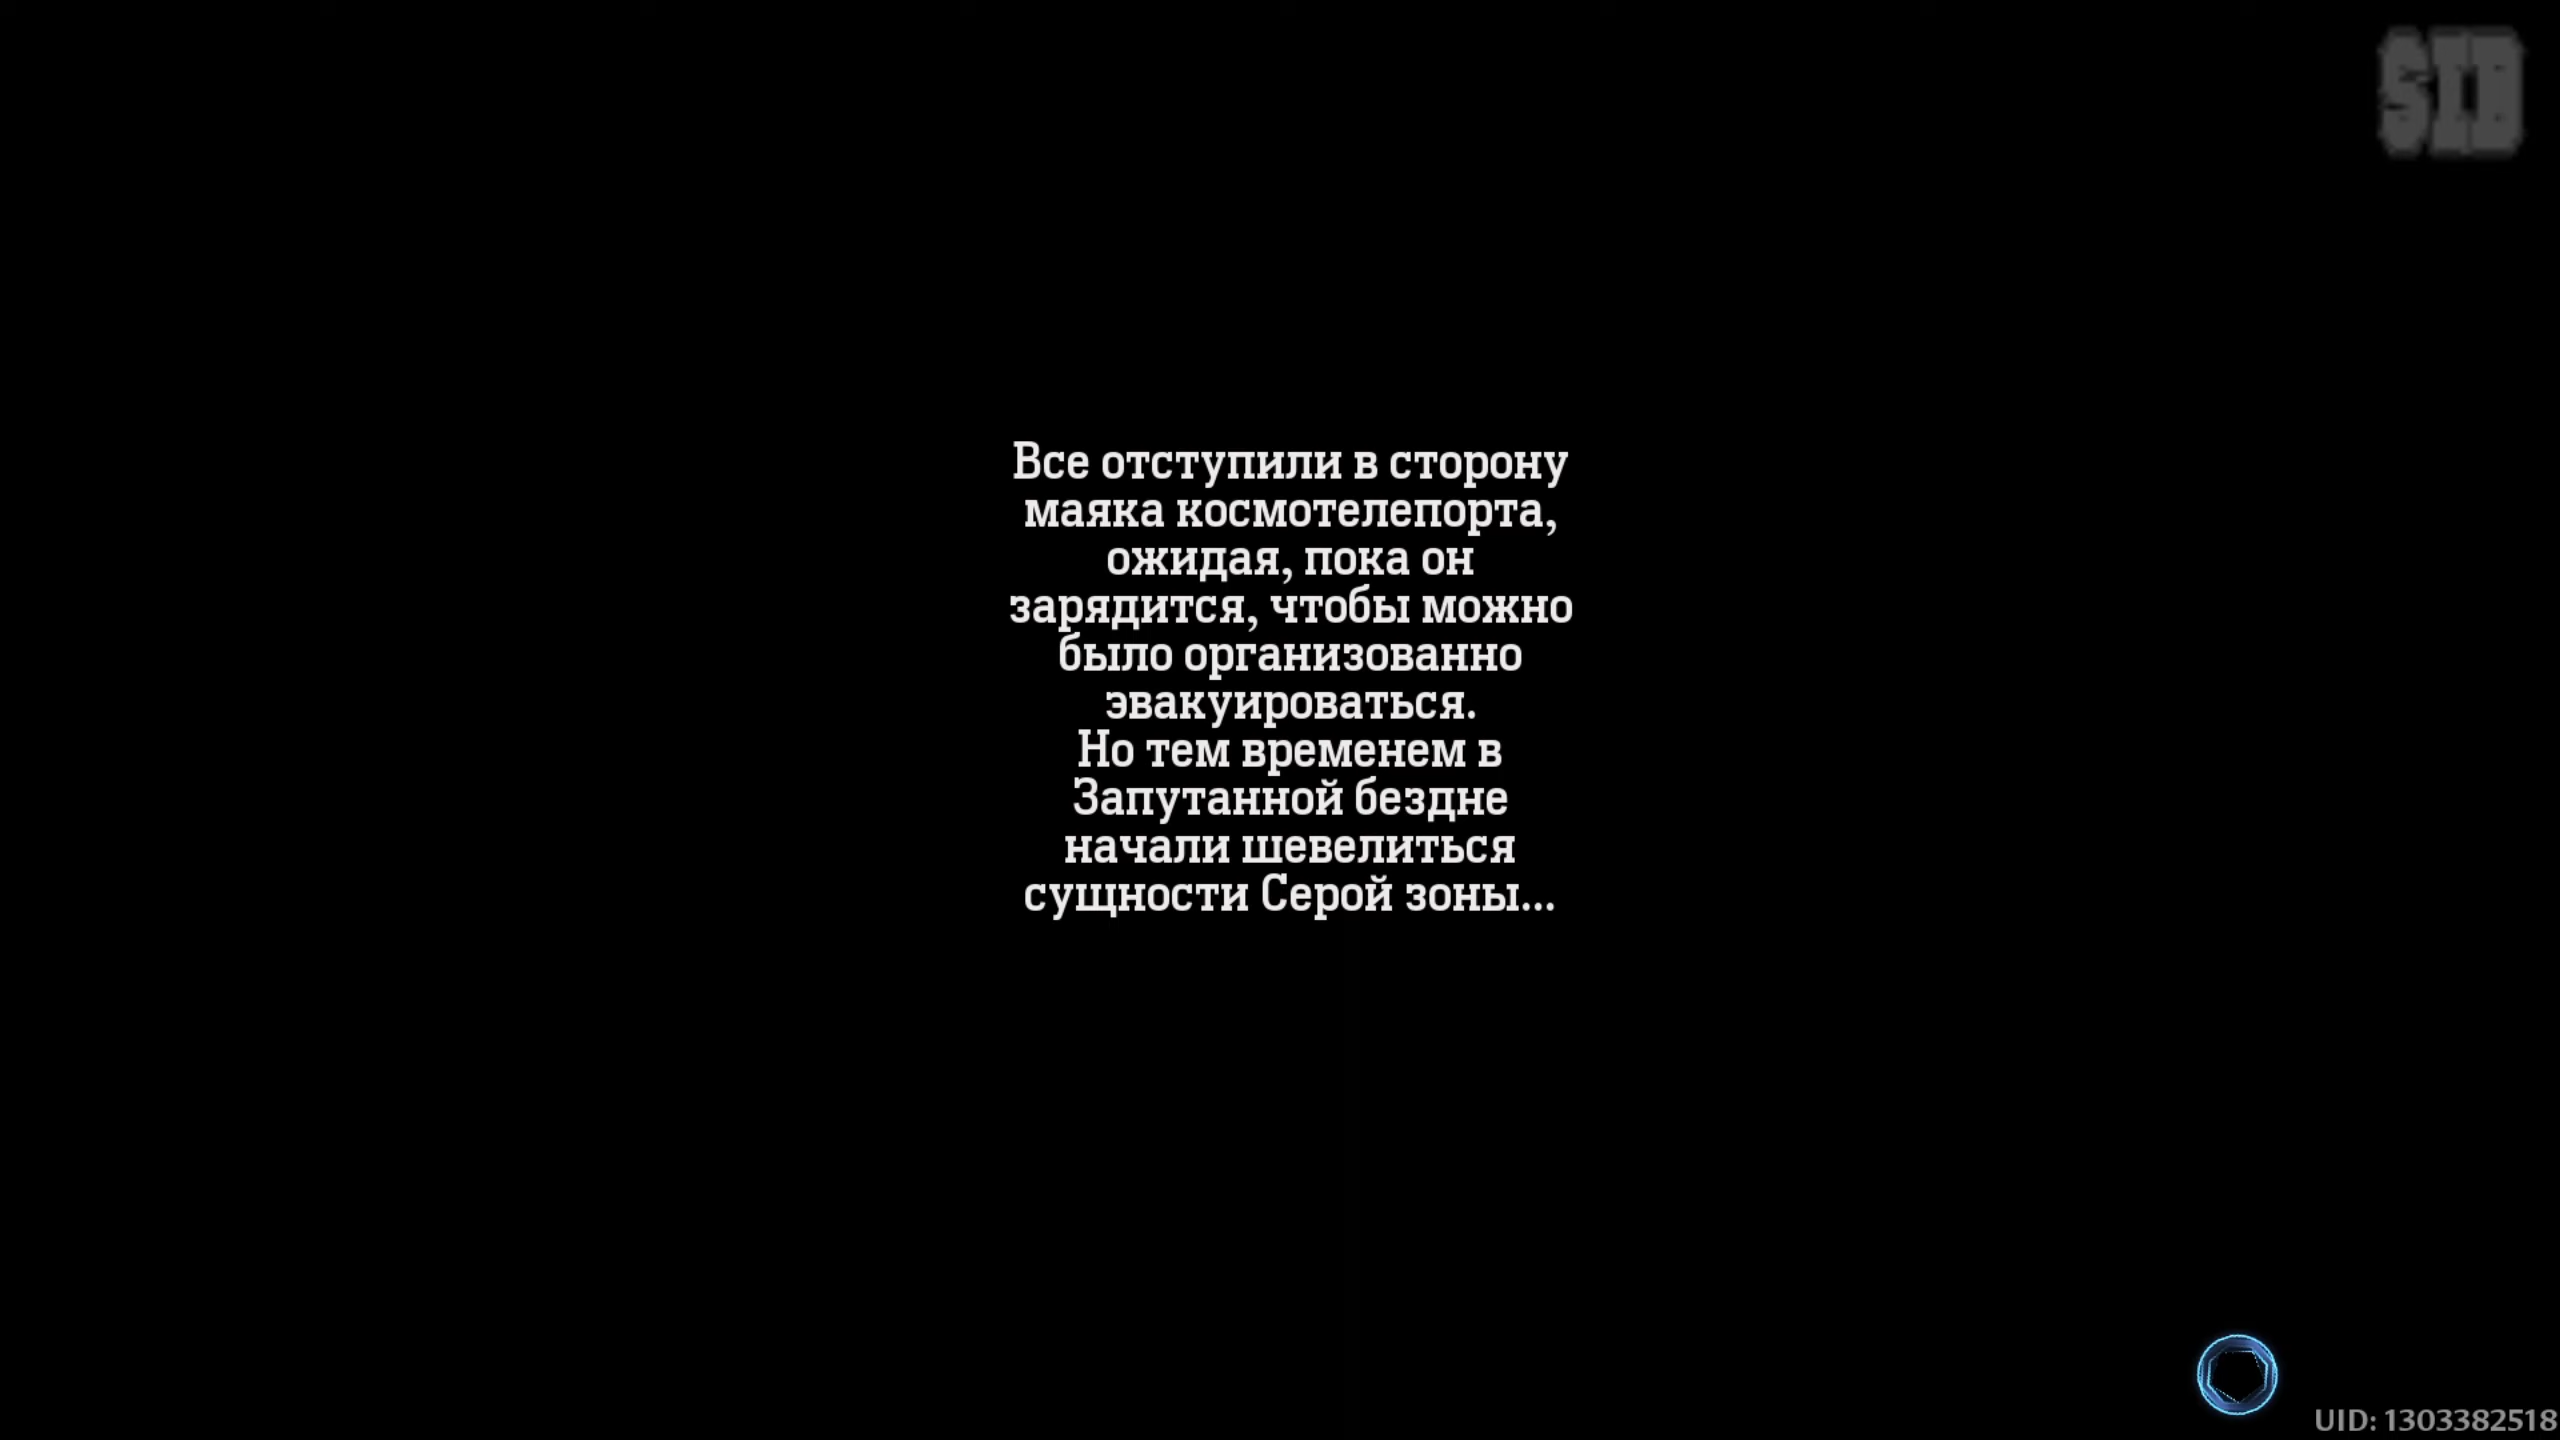 SIB
Все отступили в сторону
маяка космотелепорта,
ожидая, пока он
зарядится, чтобы можно
было организованно
эвакуироваться.
Но тем временем в
Запутанной бездне
начали шевелиться
сущности Серой зоны...
UID: 1303382518